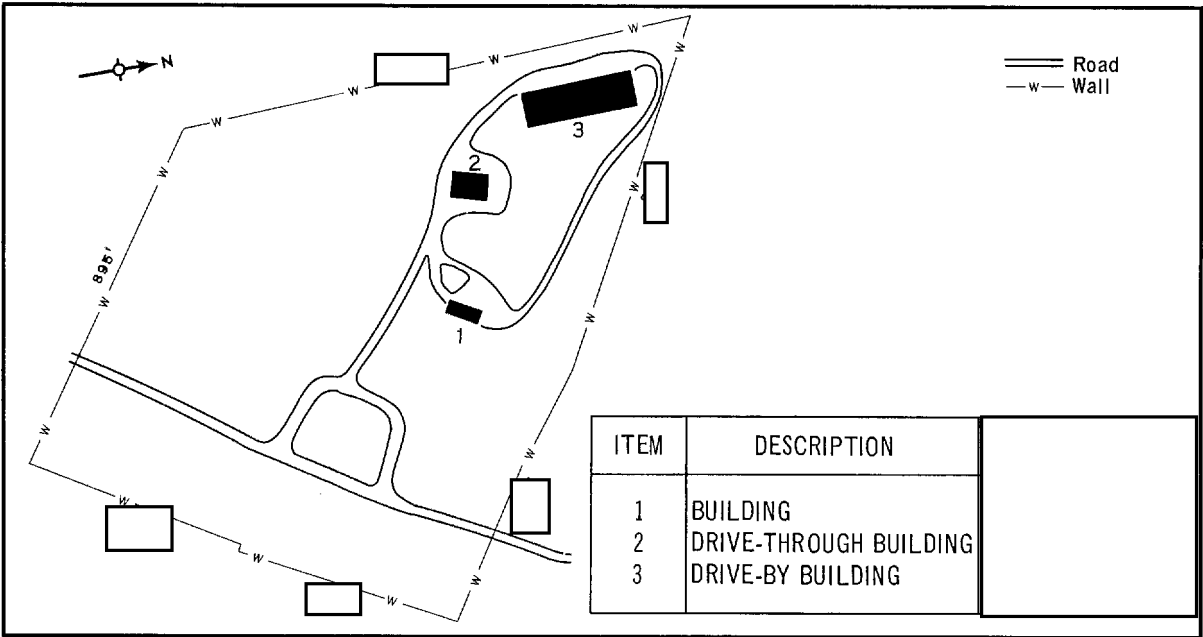 W
N
W
W
Road
W
Wall
W
3
W
2
W
W
895'
W
W
1
ITEM DESCRIPTION
W
W
W
1 BUILDING
2 DRIVE-THROUGH BUILDING
W
3 DRIVE-BY BUILDING
W
W